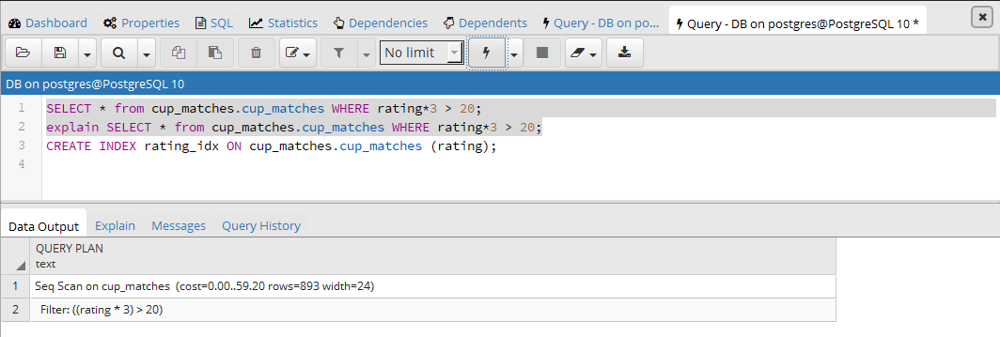 Dashboard Properties SQL Statistics Dependencies Dependents Query - DB on po... Query - DB on postgres@PostgreSQL 10 *
No limit
DB on postgres@PostgreSQL 10
1 SELECT * from cup_matches.cup_matches WHERE rating*3 > 20;
2 explain SELECT * from cup_matches.cup_matches WHERE rating*3 > 20;
3 CREATE INDEX rating_idx ON cup_matches.cup_matches (rating);
4
Data Output Explain Messages Query History
QUERY PLAN
text
1 Seq Scan on cup_matches (cost=0.00..59.20 rows=893 width=24)
2 Filter: ((rating * 3) > 20)